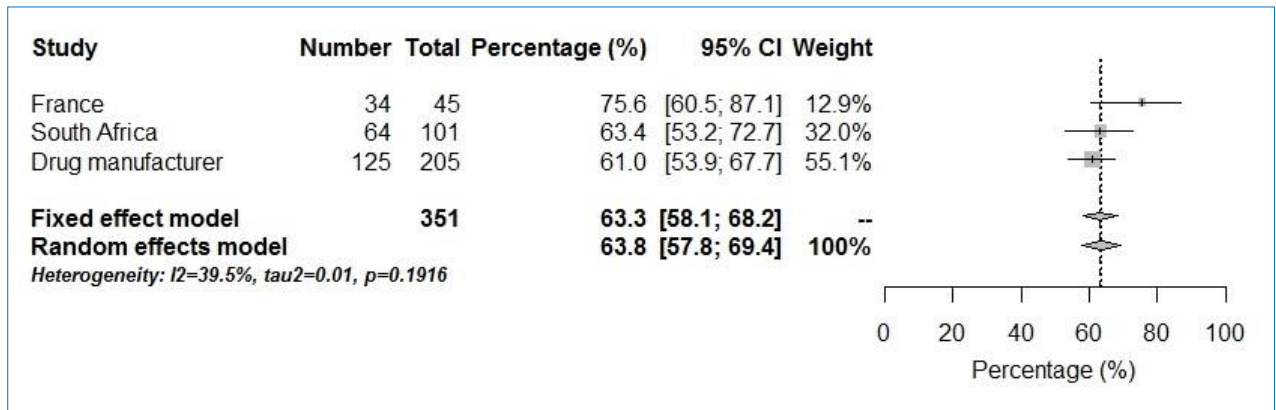 Study Number Total Percentage (%) 95% CI Weight
France 34 45 75.6 [60.5; 87.1] 12.9%
South Africa 64 101 63.4 [53.2; 72.7] 32.0%
Drug manufacturer 125 205 61.0 [53.9; 67.7] 55.1%
Fixed effect model 351 63.3 [58.1; 68.2] --
Random effects model 63.8 [57.8; 69.4] 100%
Heterogeneity: I2=39.5%, tau2=0.01, p=0.1916
0 20 40 60 80 100
Percentage (%)